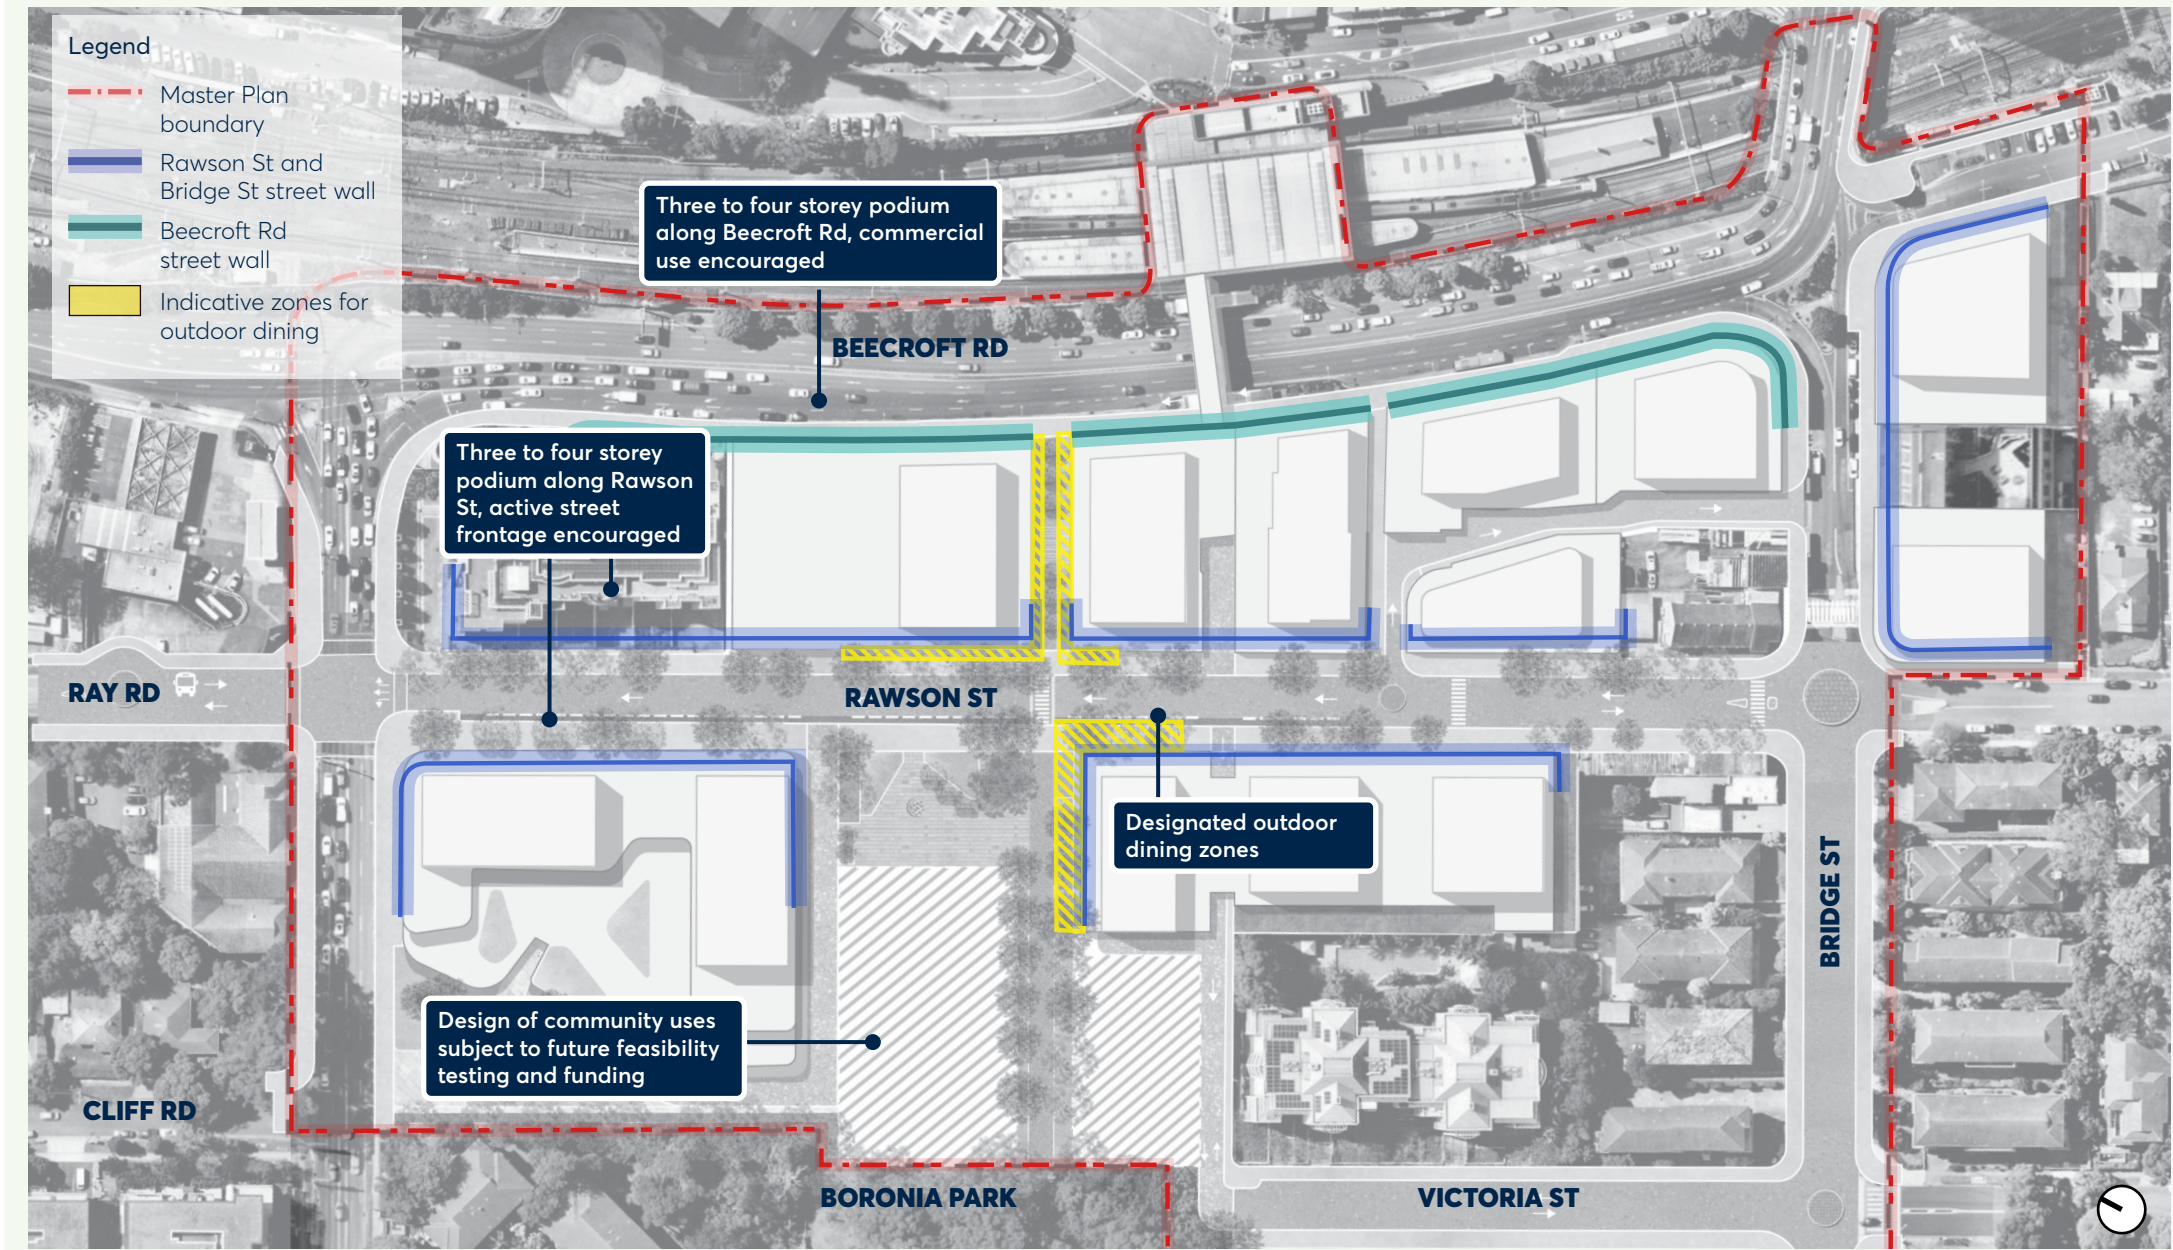 Legend
Master Plan
boundary
Rawson St and
Bridge St street wall
Beecroft Rd
street wall
Indicative zones for
outdoor dining
Three to four storey podium
along Beecroft Rd, commercial
use encouraged
BEECROFT RD
Three to four storey
podium along Rawson
St, active street
frontage encouraged
RAY RD
RAWSON ST
Designated outdoor
dining zones
BRIDGE ST
Design of community uses
subject to future feasibility
testing and funding
CLIFF RD
BORONIA PARK
VICTORIA ST